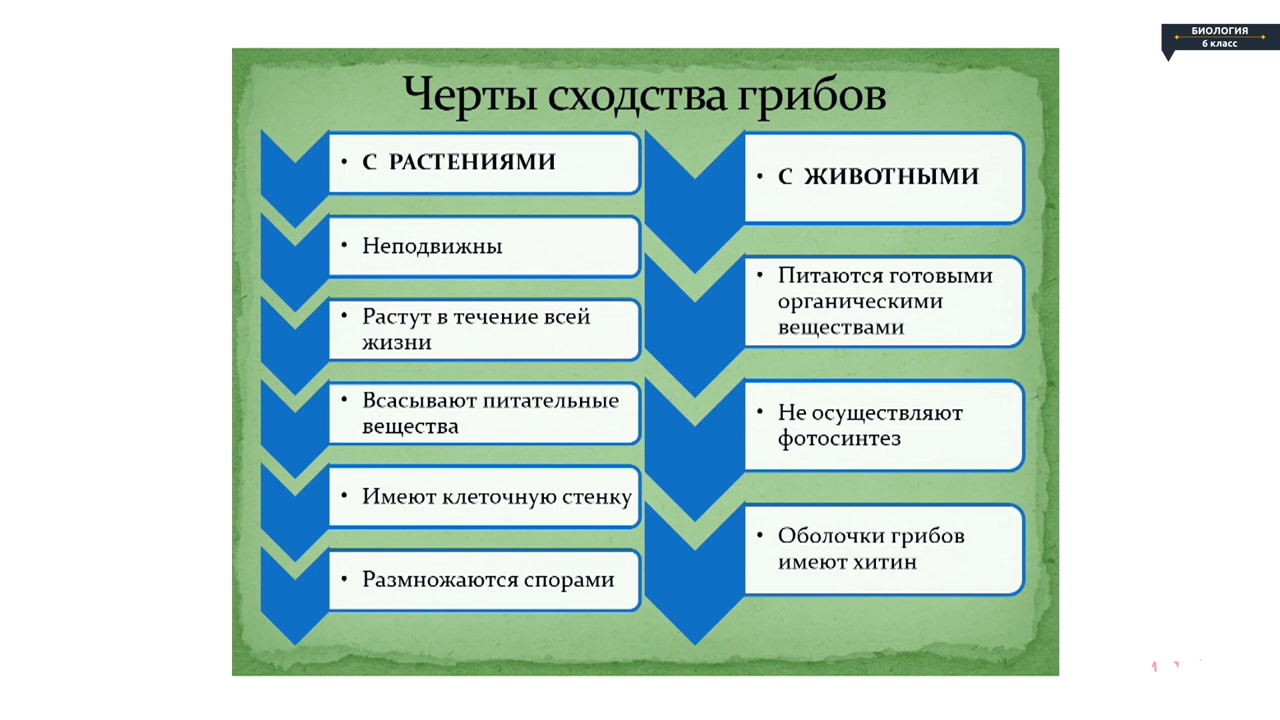 БИОЛОГИЯ
6 класс
Черты сходства грибов
• С РАСТЕНИЯМИ
• Неподвижны
• Растут в течение всей
жизни
• Всасывают питательные
вещества
• Имеют клеточную стенку
• Размножаются спорами
• С ЖИВОТНЫМИ
• Питаются готовыми
органическими
веществами
• Не осуществляют
фотосинтез
• Оболочки грибов
имеют хитин